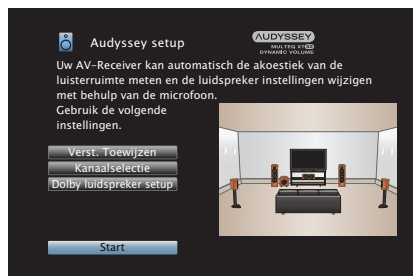 Audyssey setup
AUDYSSEY
MULTEQ XT32
DYNAMIC VOLUME
Uw AV-Receiver kan automatisch de akoestiek van de
luisterruimte meten en de luidspreker instellingen wijzigen
met behulp van de microfoon.
Gebruik de volgende
instellingen.
Verst. Toewijzen
Kanaalselectie
Dolby luidspreker setup
Start